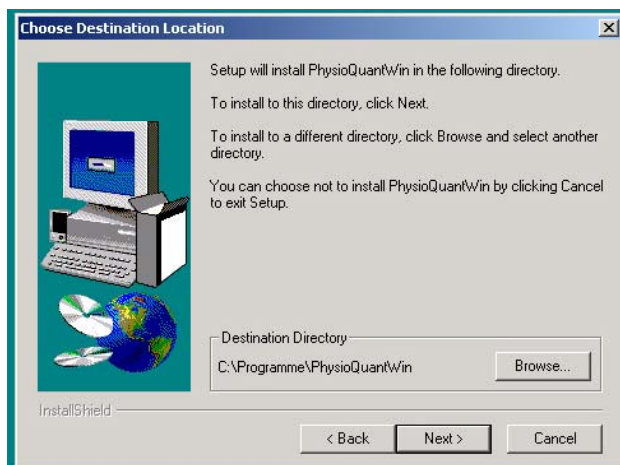 Choose Destination Location
Setup will install PhysioQuantWin in the following directory.
To install to this directory, click Next.
To install to a different directory, click Browse and select another
directory.
You can choose not to install PhysioQuantWin by clicking Cancel
to exit Setup.
Destination Directory
C:\Programme\PhysioQuantWin
Browse...
InstallShield
< Back
Next >
Cancel